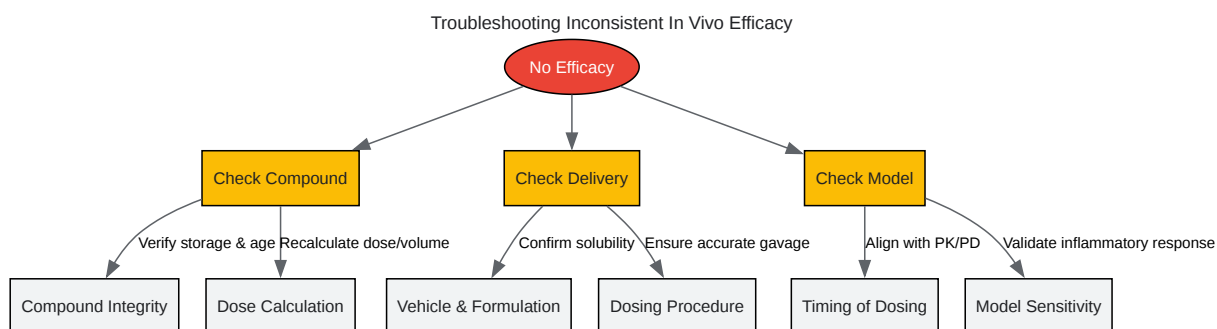 Troubleshooting Inconsistent In Vivo Efficacy
No Efficacy
Check Compound
Check Delivery
Check Model
Verify storage & age
Recalculate dose/volume
Confirm solubility
Ensure accurate gavage
Align with PK/PD
Validate inflammatory response
Compound Integrity
Dose Calculation
Vehicle & Formulation
Dosing Procedure
Timing of Dosing
Model Sensitivity